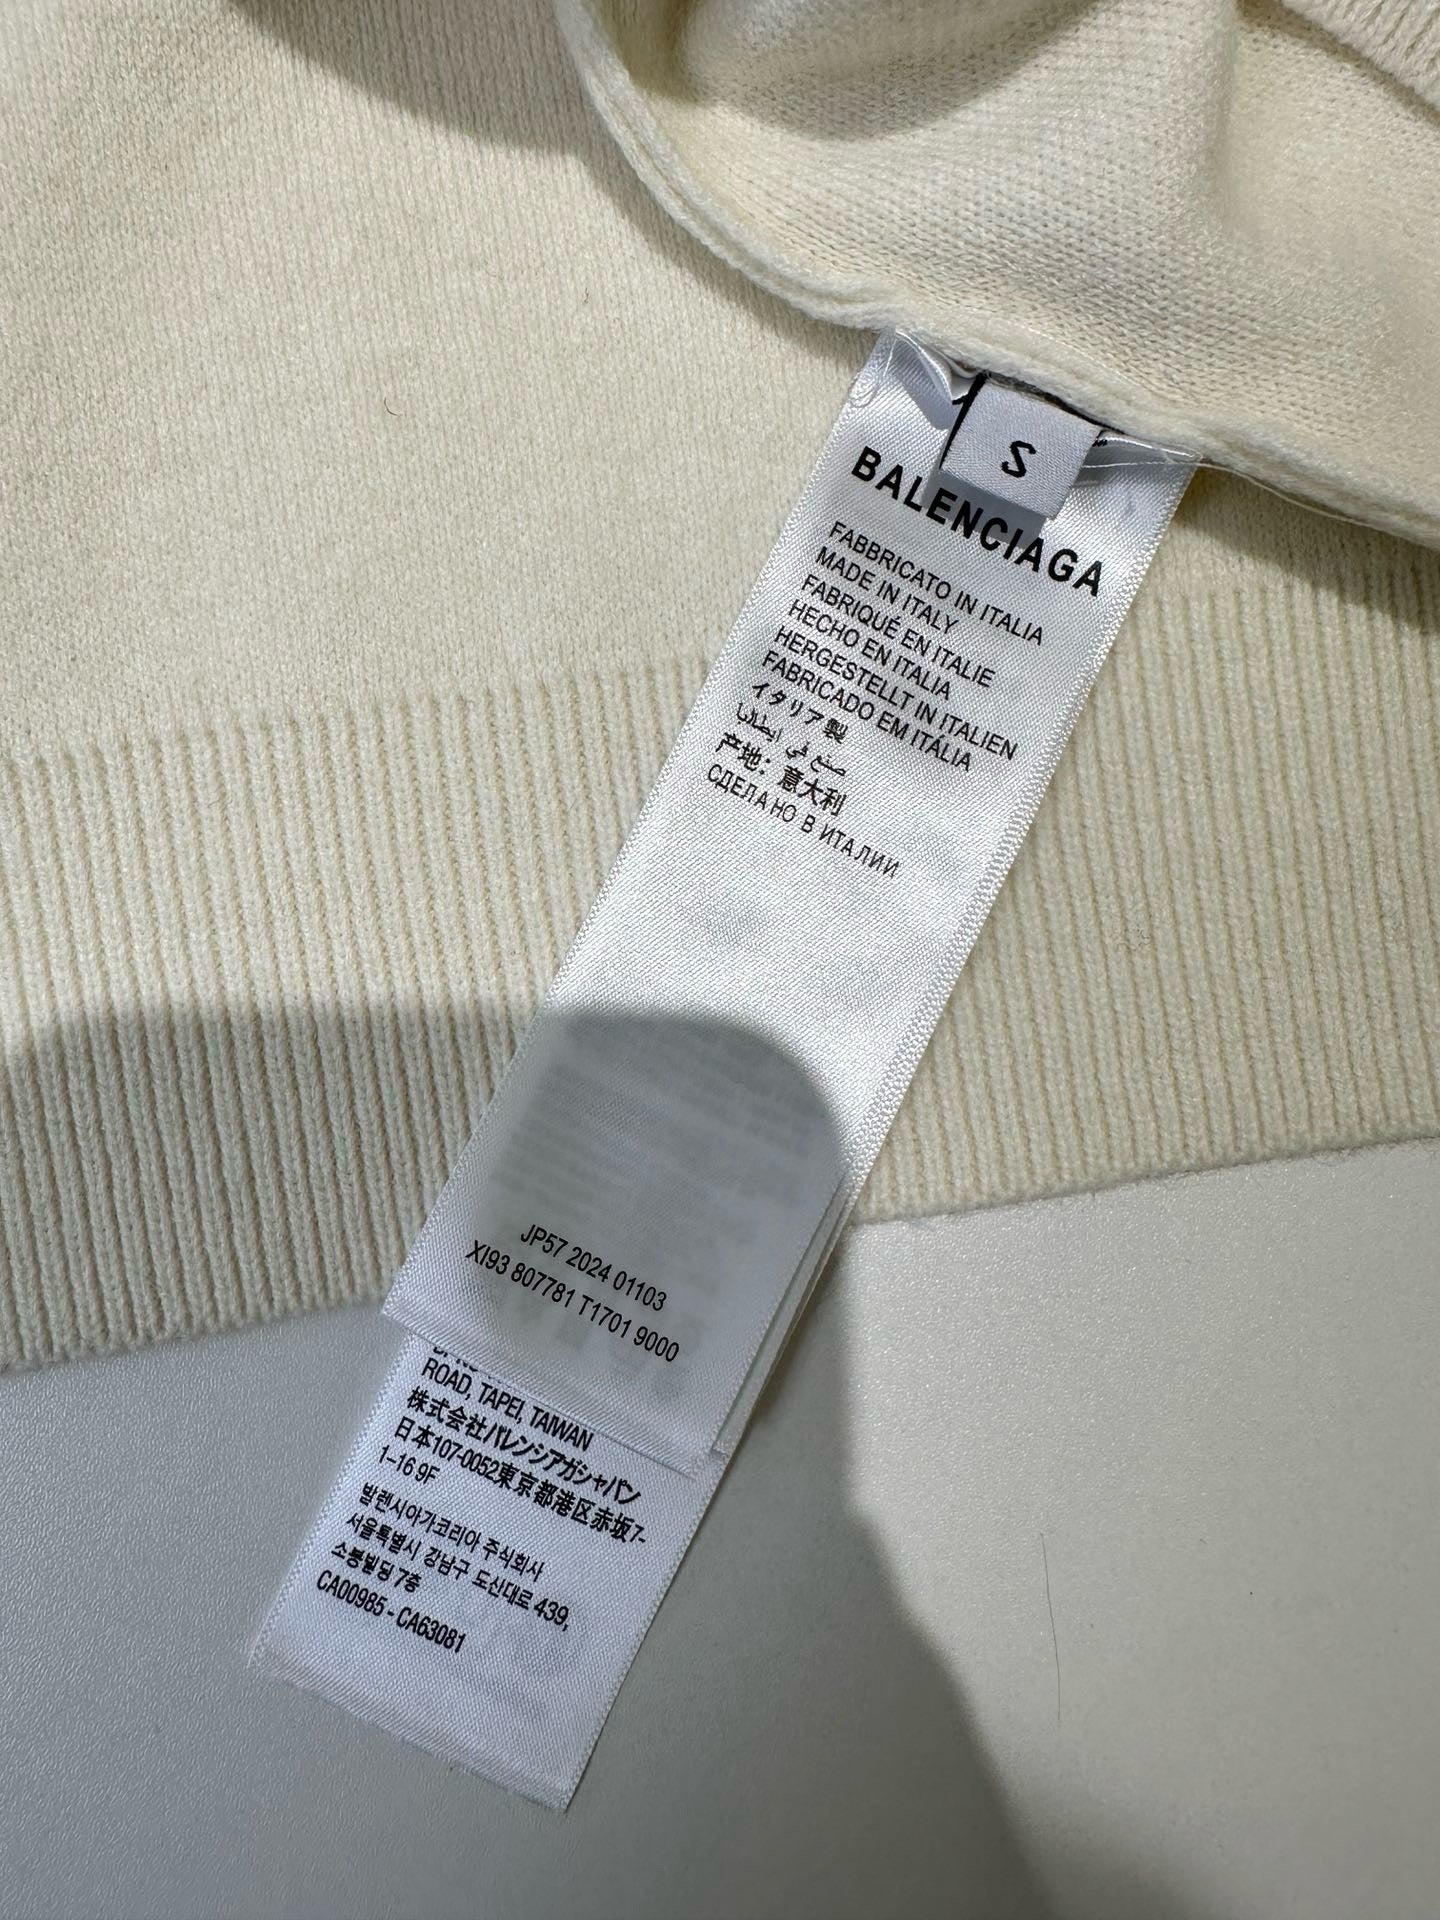 S
BALENCIAGA
FABBRICATO IN ITALIA
MADE IN ITALY
FABRIQUÉ EN ITALIE
HECHO EN ITALIA
HERGESTELLT IN ITALIEN
FABRICADO EM ITÁLIA
イタリア製
صنع في إيطاليا
产地: 意大利
СДЕЛАНО В ИТАЛИИ
JP57 2024 01103
XI93 807781 T1701 9000
ROAD, TAPEI, TAIWAN
株式会社バレンシアガジャパン
日本107-0052東京都港区赤坂7-
1-16 9F
발렌시아가코리아 주식회사
서울특별시 강남구 도산대로 439,
소봉빌딩 7층
CA00985 - CA63081